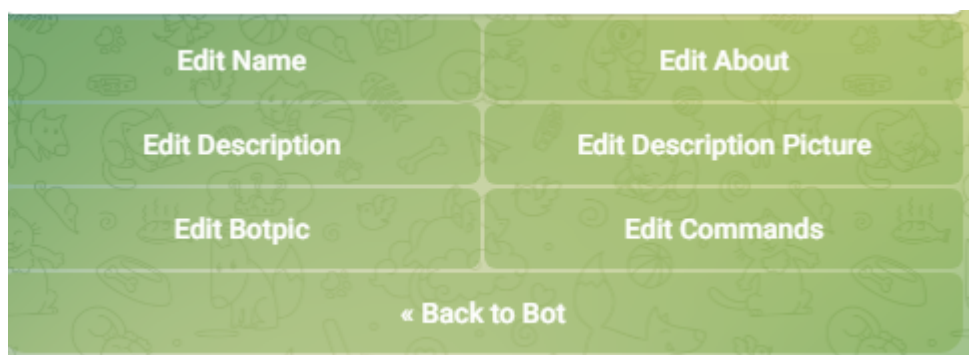 Edit Name
Edit About
Edit Description
Edit Description Picture
Edit Botpic
Edit Commands
« Back to Bot